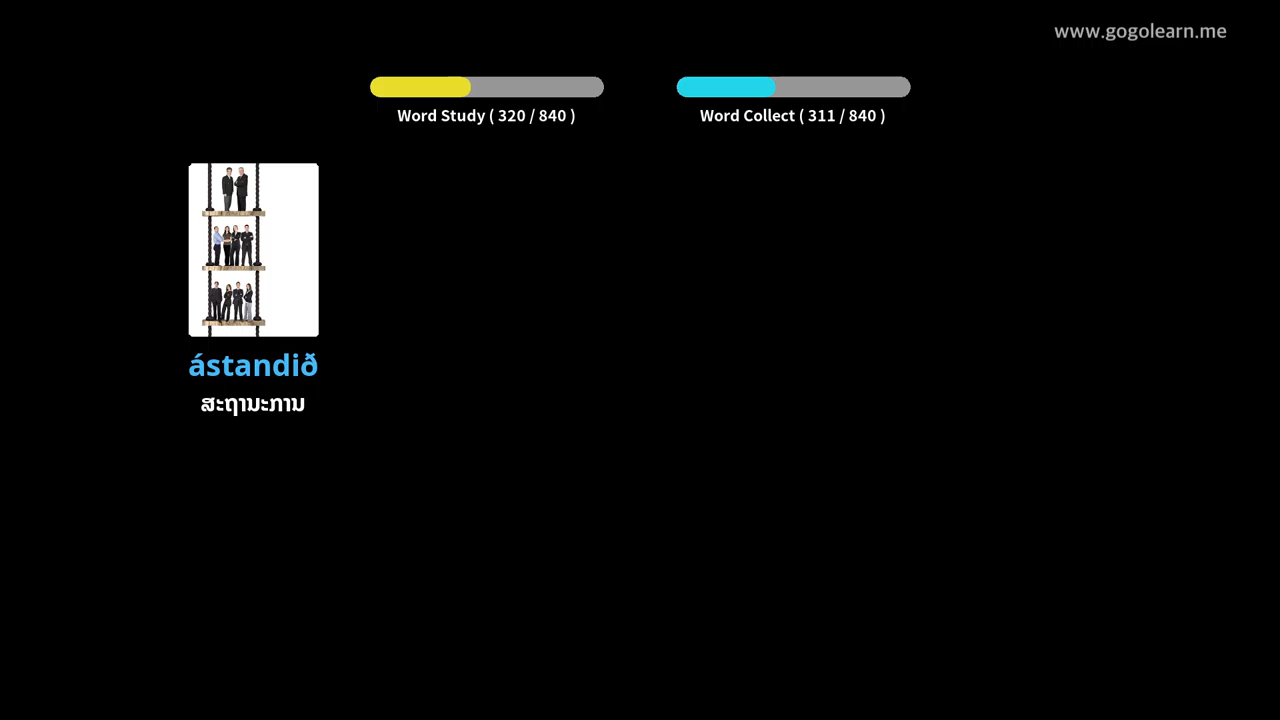 www.gogolearn.me
Word Study ( 320 / 840 )
Word Collect ( 311 / 840 )
ástandið
ສະຖານະການ